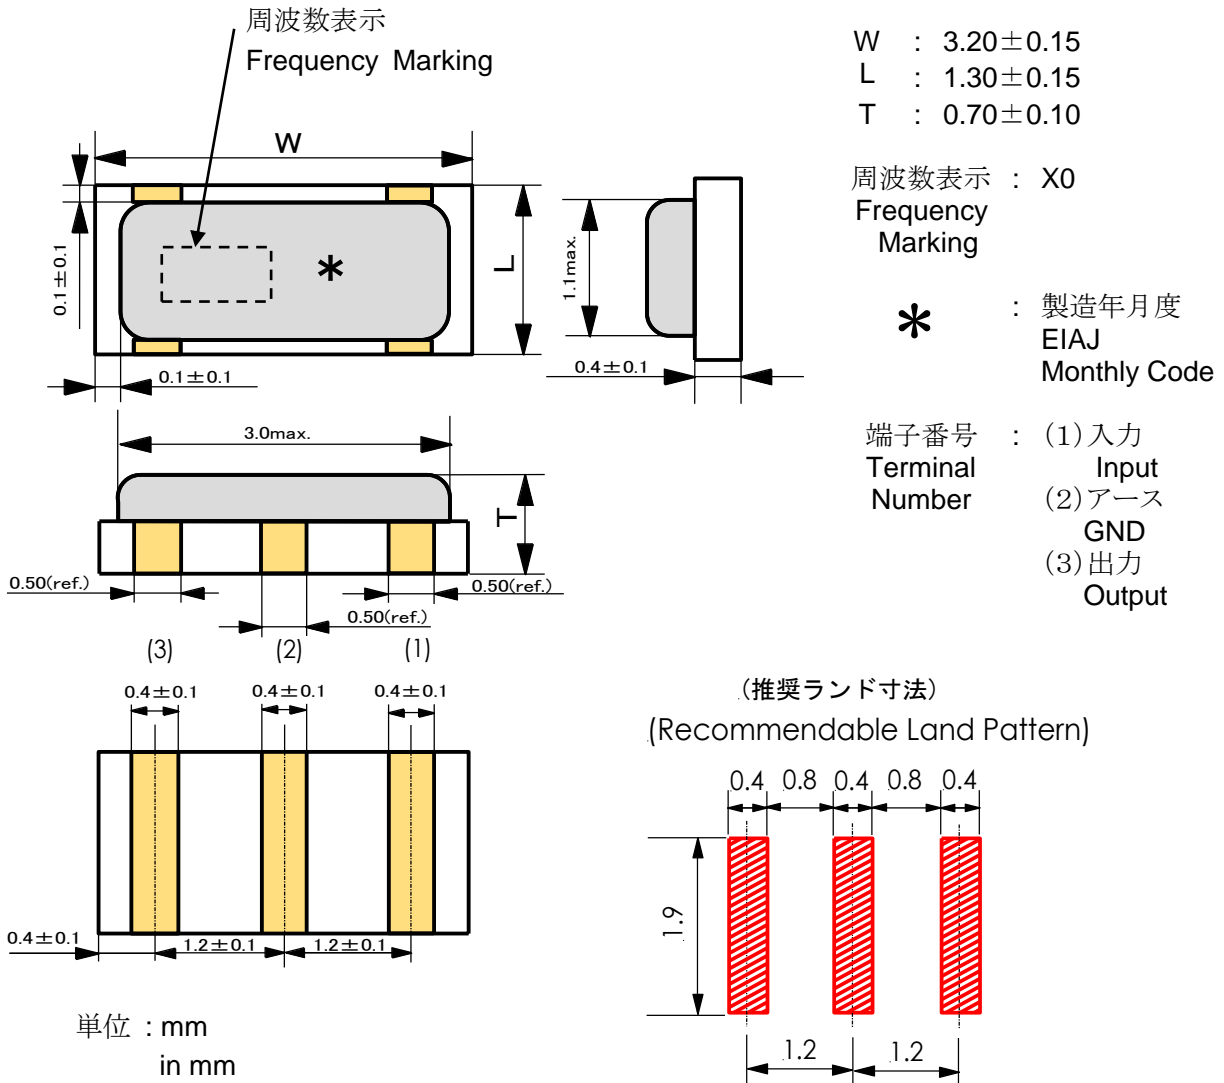 周波数表示
Frequency Marking
W
0.1±0.1
*
L
0.1±0.1
1.1max.
0.4±0.1
W : 3.20±0.15
L : 1.30±0.15
T : 0.70±0.10
周波数表示 : X0
Frequency
Marking
* : 製造年月度
EIAJ
Monthly Code
端子番号 : (1)入力
Terminal Input
Number (2)アース
GND
(3)出力
Output
3.0max.
T
0.50(ref.)
0.50(ref.)
0.50(ref.)
(3) (2) (1)
0.4±0.1 0.4±0.1 0.4±0.1
0.4±0.1 1.2±0.1 1.2±0.1
単位 : mm
in mm
(推奨ランド寸法)
(Recommendable Land Pattern)
0.4 0.8 0.4 0.8 0.4
1.9
1.2 1.2